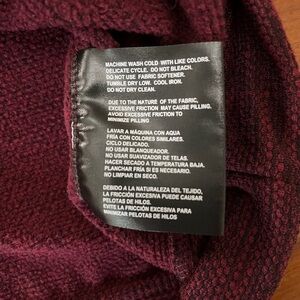 MACHINE WASH COLD WITH LIKE COLORS.
DELICATE CYCLE. DO NOT BLEACH.
DO NOT USE FABRIC SOFTENER.
TUMBLE DRY LOW. COOL IRON.
DO NOT DRY CLEAN.
DUE TO THE NATURE OF THE FABRIC,
EXCESSIVE FRICTION MAY CAUSE PILLING.
AVOID EXCESSIVE FRICTION TO
MINIMIZE PILLING
LAVAR A MÁQUINA CON AQUA
FRÍA CON COLORES SIMILARES.
CICLO DELICADO.
NO USAR BLANQUEADOR.
NO USAR SUAVIZADOR DE TELAS.
HACER SECADO A TEMPERATURA BAJA.
PLANCHAR FRÍA SI ES NECESARIO.
NO LIMPIAR EN SECO.
DEBIDO A LA NATURALEZA DEL TEJIDO,
LA FRICCIÓN EXCESIVA PUEDE CAUSAR
PELOTAS DE HILOS.
EVITE LA FRICCIÓN EXCESIVA PARA
MINIMIZAR PELOTAS DE HILOS